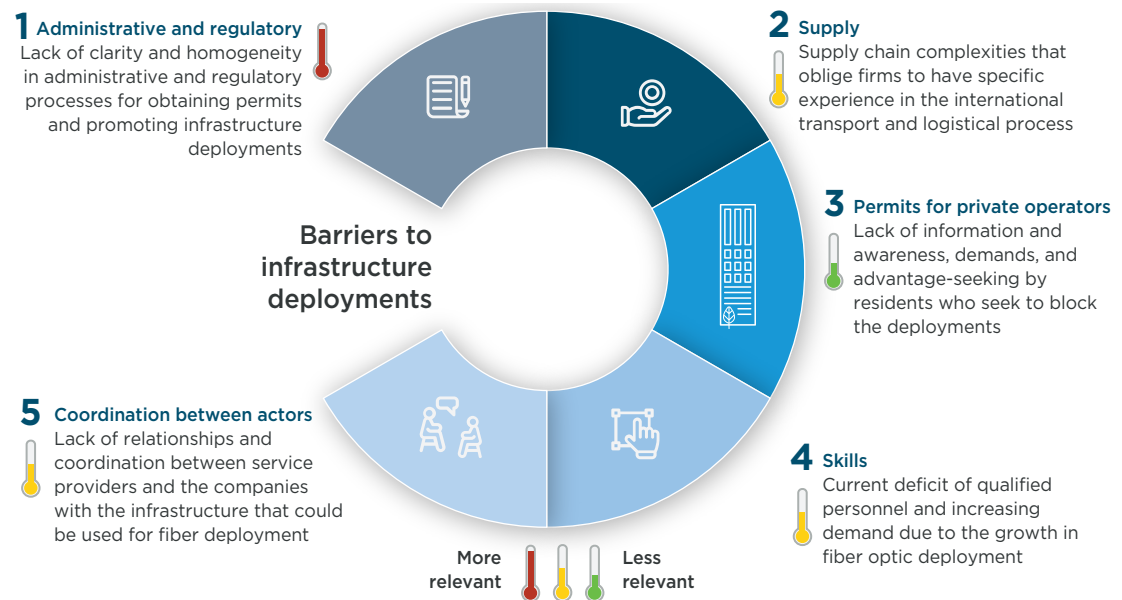 1 Administrative and regulatory
Lack of clarity and homogeneity
in administrative and regulatory
processes for obtaining permits
and promoting infrastructure
deployments
2 Supply
Supply chain complexities that
oblige firms to have specific
experience in the international
transport and logistical process
3 Permits for private operators
Lack of information and
awareness, demands, and
advantage-seeking by
residents who seek to block
the deployments
Barriers to
infrastructure
deployments
4 Skills
Current deficit of qualified
personnel and increasing
demand due to the growth in
fiber optic deployment
5 Coordination between actors
Lack of relationships and
coordination between service
providers and the companies
with the infrastructure that could
be used for fiber deployment
More
relevant
Less
relevant